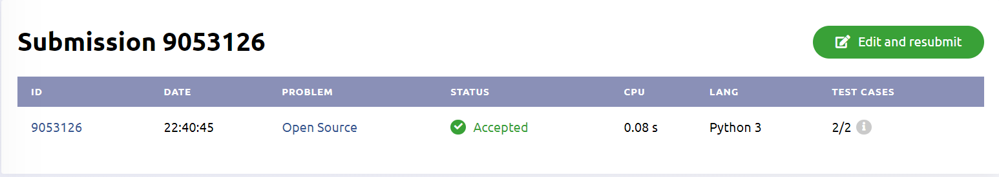 Submission 9053126
Edit and resubmit
ID DATE PROBLEM STATUS CPU LANG TEST CASES
9053126 22:40:45 Open Source Accepted 0.08 s Python 3 2/2